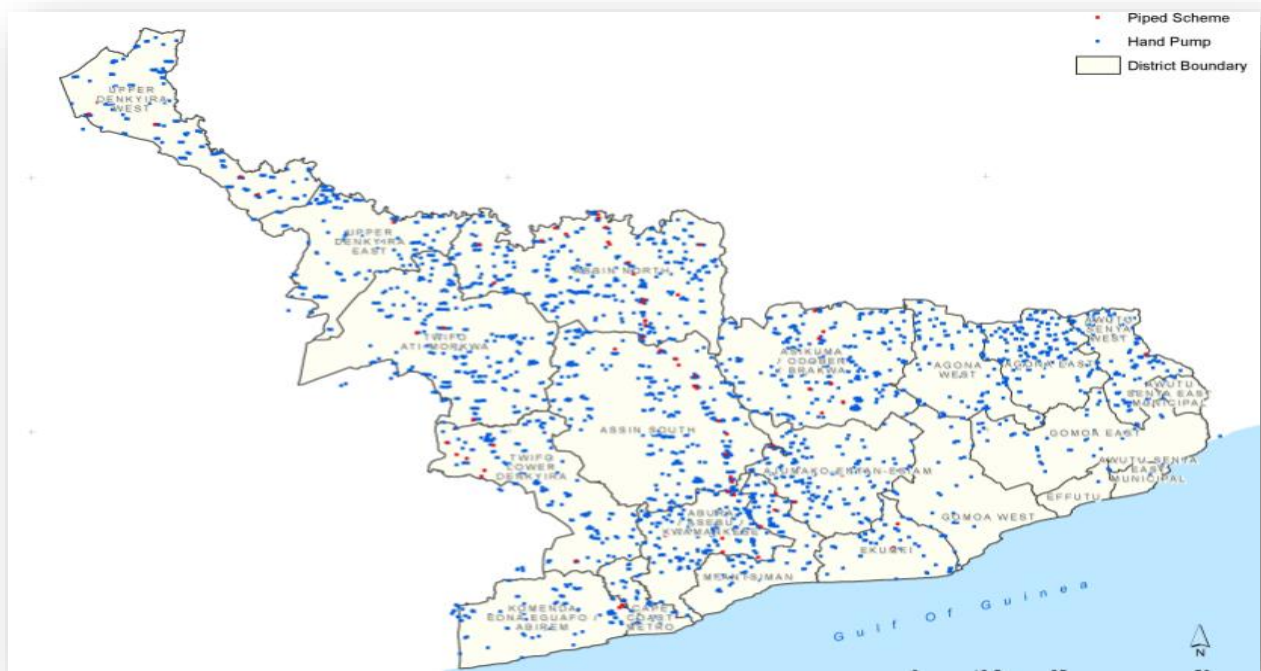 Piped Scheme
Hand Pump
District Boundary
UPPER
DENKYIRA
WEST
UPPER
DENKYIRA
EAST
ASSIN NORTH
TWIFO
ATI-MORKWA
ASIKUMA
/ ODOBEN
/ BRAKWA
AGONA
WEST
AGONA EAST
AWUTU
SENYA
WEST
AWUTU
SENYA EAST
MUNICIPAL
ASSIN SOUTH
GOMOA EAST
TWIFO
LOWER
DENKYIRA
AJUMAKO-ENYAN-ESIAM
AWUTU SENYA
EAST
MUNICIPAL
EFFUTU
GOMOA WEST
ABURA
/ ASEBU /
KWAMANKESE
EKUMFI
MFANTSIMAN
KOMENDA
EDNA EGUAFO /
ABIREM
CAPE
COAST
METRO
Gulf Of Guinea
N